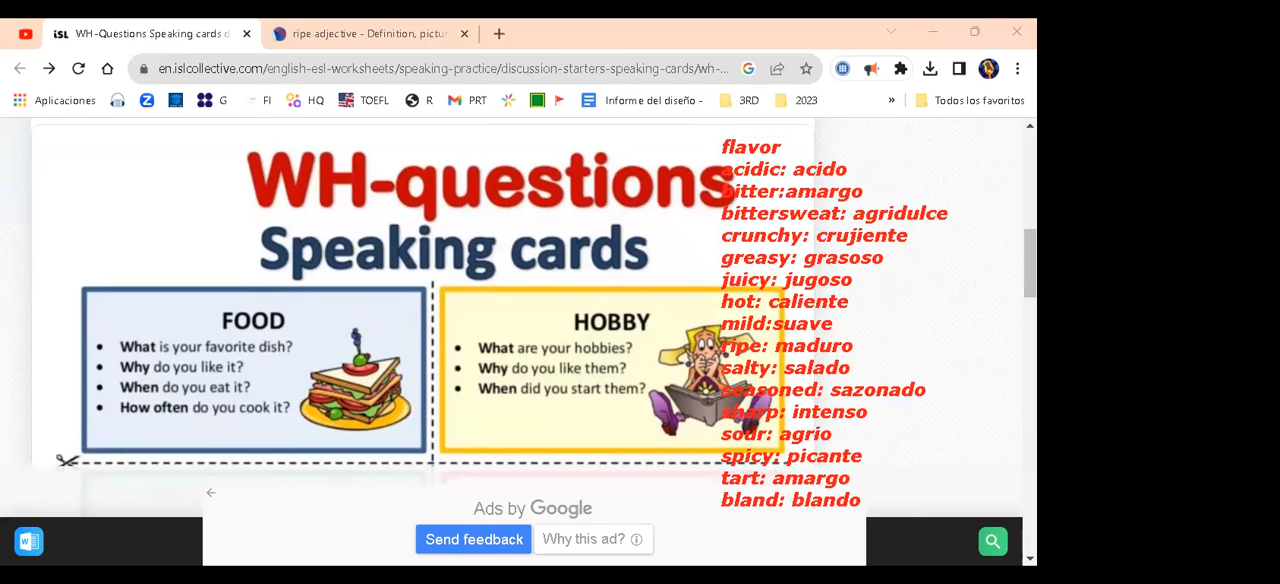 WH-Questions Speaking cards d
ripe adjective - Definition, pictu
en.islcollective.com/english-esl-worksheets/speaking-practice/discussion-starters-speaking-cards/wh-...
Aplicaciones
G
FI
HQ
TOEFL
R
PRT
Informe del diseño -
3RD
2023
»
Todos los favoritos
WH-questions
Speaking cards
FOOD
• What is your favorite dish?
• Why do you like it?
• When do you eat it?
• How often do you cook it?
HOBBY
• What are your hobbies?
• Why do you like them?
• When did you start them?
flavor
acidic: acido
bitter:amargo
bittersweat: agridulce
crunchy: crujiente
greasy: grasoso
juicy: jugoso
hot: caliente
mild:suave
ripe: maduro
salty: salado
seasoned: sazonado
sharp: intenso
sour: agrio
spicy: picante
tart: amargo
bland: blando
Ads by Google
Send feedback
Why this ad?